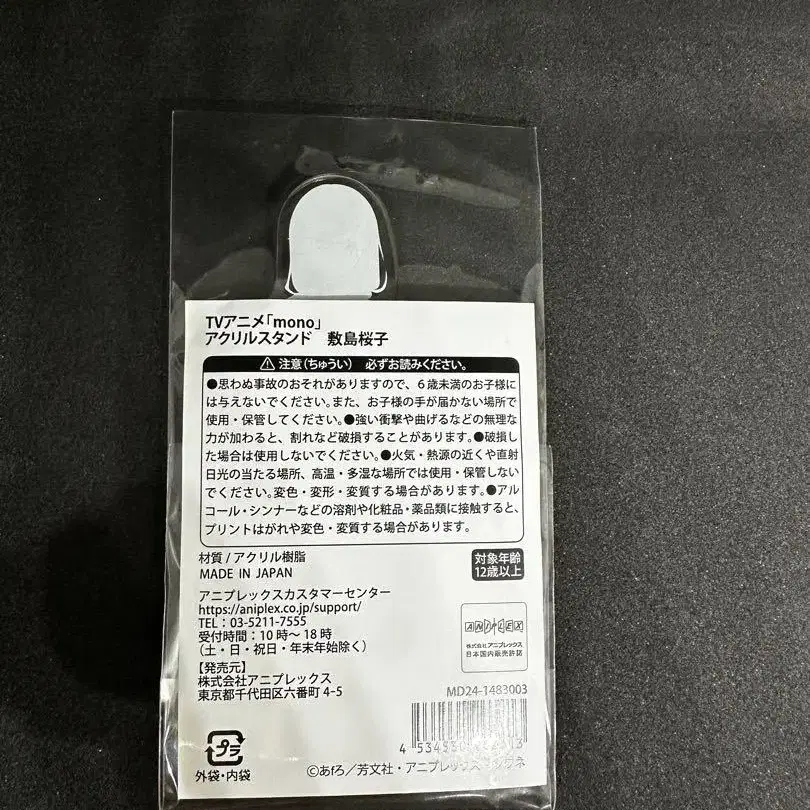 TVアニメ「mono」
アクリルスタンド　敷島桜子
⚠ 注意（ちゅうい）　必ずお読みください。
●思わぬ事故のおそれがありますので、６歳未満のお子様に
は与えないでください。また、お子様の手が届かない場所で
使用・保管してください。●強い衝撃や曲げるなどの無理な
力が加わると、割れなど破損することがあります。●破損し
た場合は使用しないでください。●火気・熱源の近くや直射
日光の当たる場所、高温・多湿な場所では使用・保管しない
でください。変色・変形・変質する場合があります。●アル
コール・シンナーなどの溶剤や化粧品・薬品類に接触すると、
プリントはがれや変色・変質する場合があります。
材質 / アクリル樹脂
MADE IN JAPAN
対象年齢
12歳以上
アニプレックスカスタマーセンター
https://aniplex.co.jp/support/
TEL：03-5211-7555
受付時間：10 時～ 18 時
（土・日・祝日・年末年始除く）
【発売元】
株式会社アニプレックス
東京都千代田区六番町 4-5
ANIPLEX
株式会社アニプレックス
日本国内販売許諾
MD24-1483003
プラ
外袋・内袋
©あfろ／芳文社・アニプレックス・ソワネ